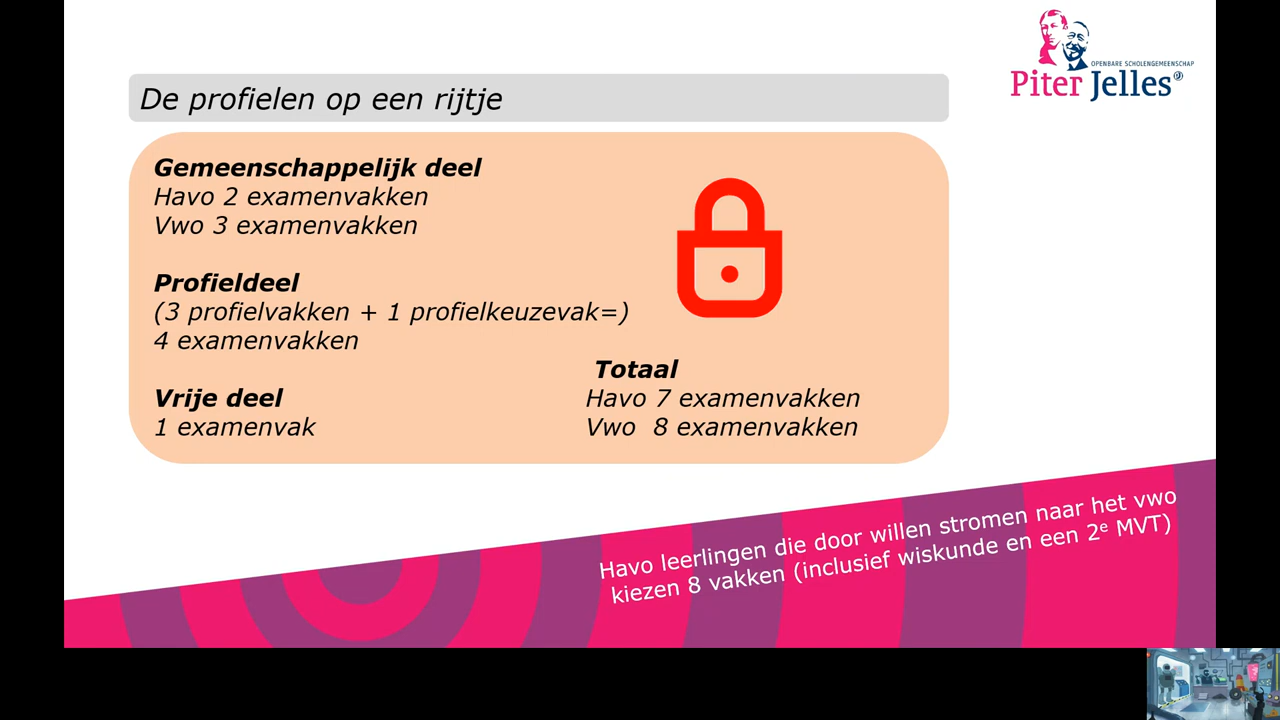 OPENBARE SCHOLENGEMEENSCHAP
Piter Jelles
De profielen op een rijtje
Gemeenschappelijk deel
Havo 2 examenvakken
Vwo 3 examenvakken
Profieldeel
(3 profielvakken + 1 profielkeuzevak=)
4 examenvakken
Vrije deel
1 examenvak
Totaal
Havo 7 examenvakken
Vwo 8 examenvakken
Havo leerlingen die door willen stromen naar het vwo
kiezen 8 vakken (inclusief wiskunde en een 2e MVT)